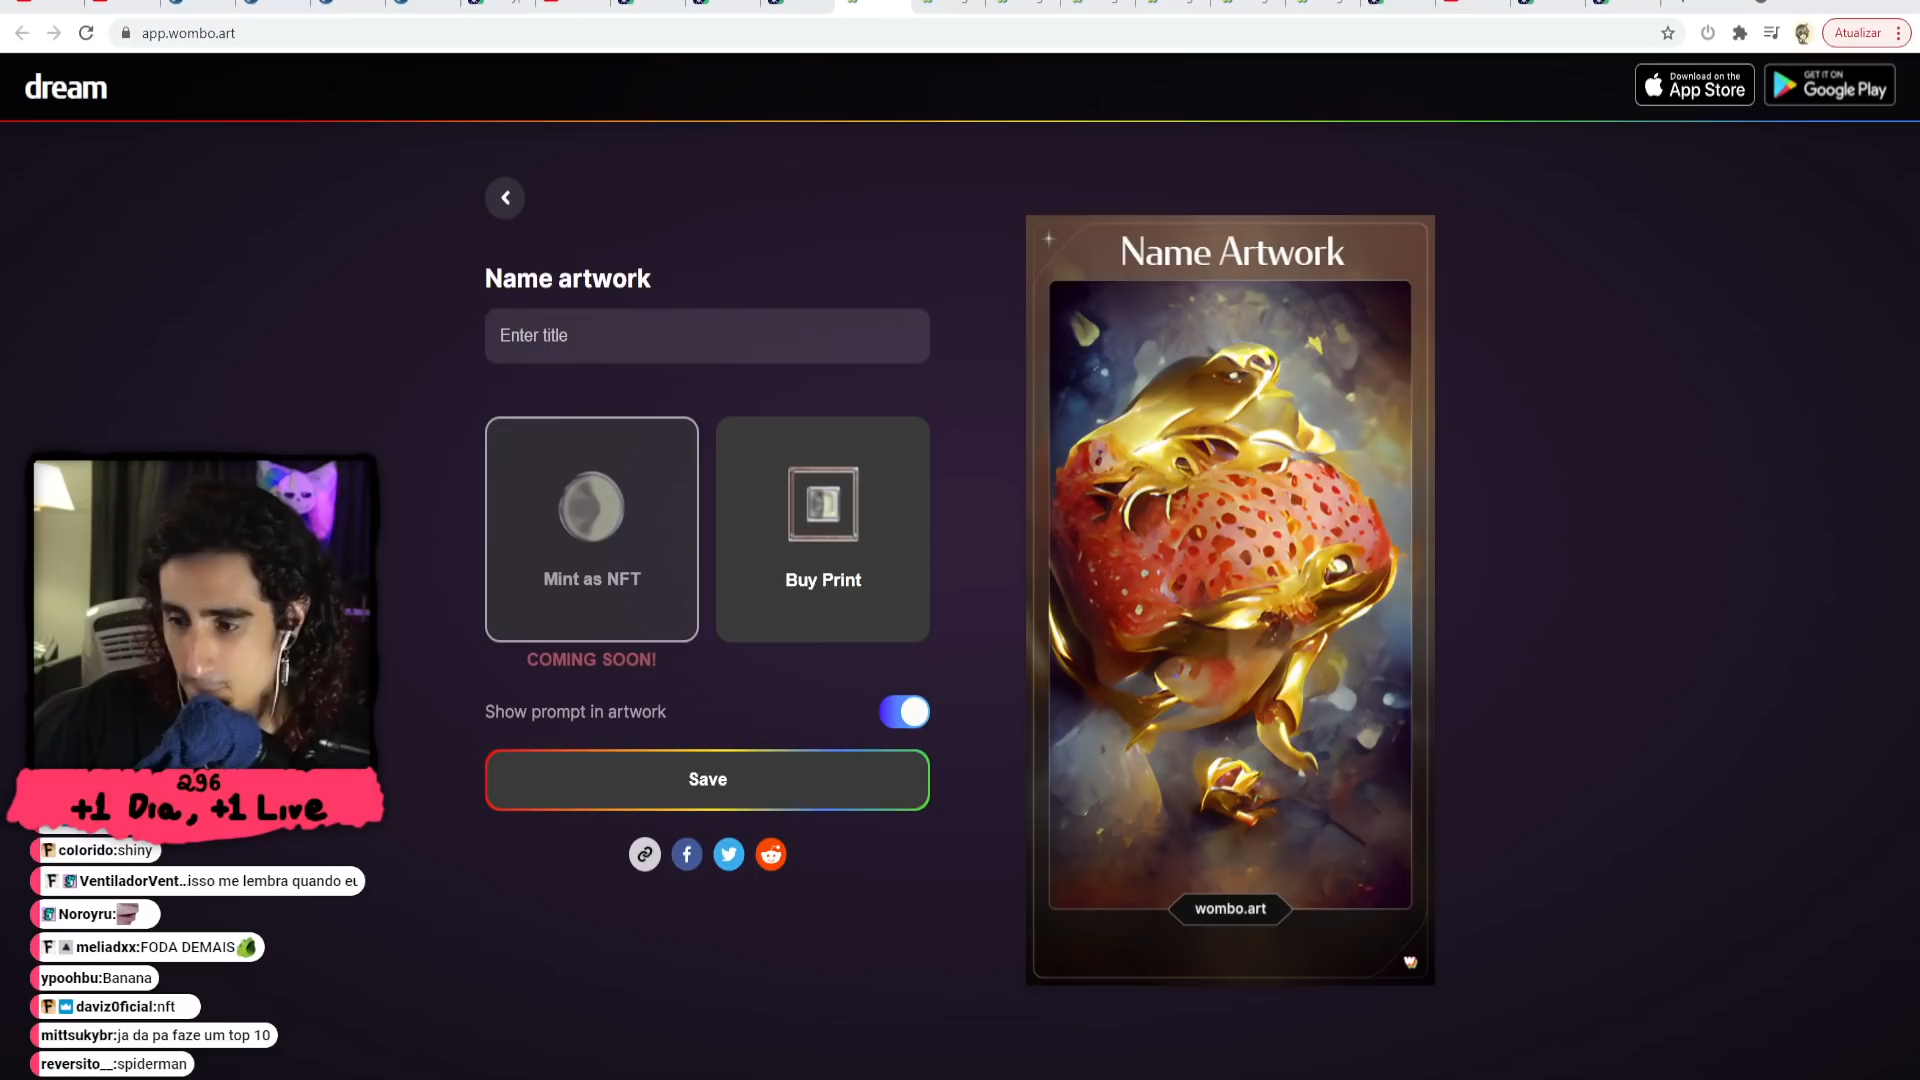 app.wombo.art
Atualizar
dream
Download on the
App Store
GET IT ON
Google Play
Name artwork
Enter title
Mint as NFT
Buy Print
COMING SOON!
Show prompt in artwork
Save
Name Artwork
wombo.art
296
+1 Dia, +1 Live
colorido:shiny
VentiladorVent..isso me lembra quando eu
Noroyru:
meliadxx:FODA DEMAIS
ypoohbu:Banana
daviz0ficial:nft
mittsukybr:ja da pa faze um top 10
reversito__:spiderman